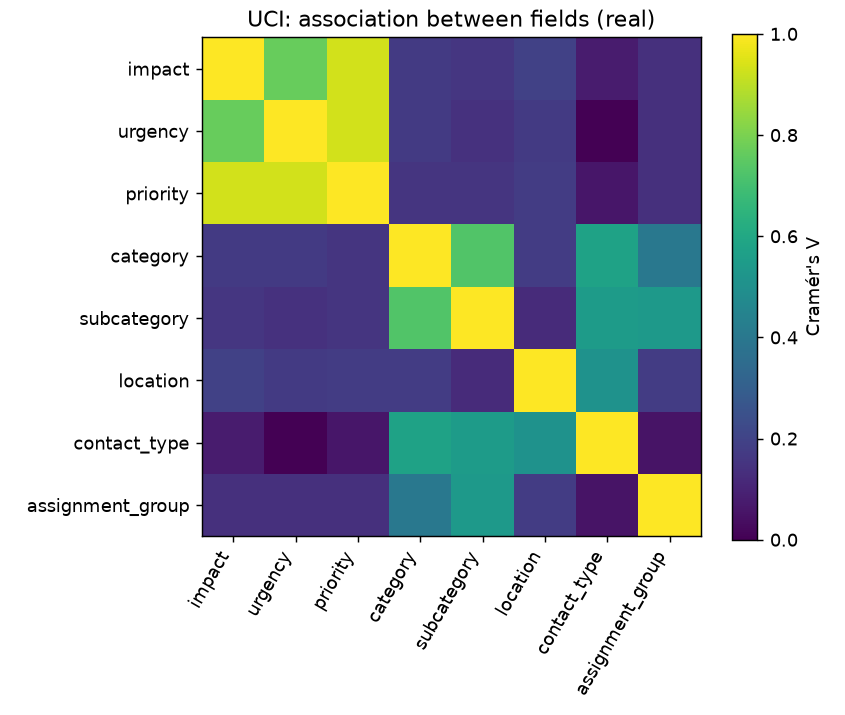 UCI: association between fields (real)
impact
urgency
priority
category
subcategory
location
contact_type
assignment_group
impact
urgency
priority
category
subcategory
location
contact_type
assignment_group
1.0
0.8
0.6
0.4
0.2
0.0
Cramér's V